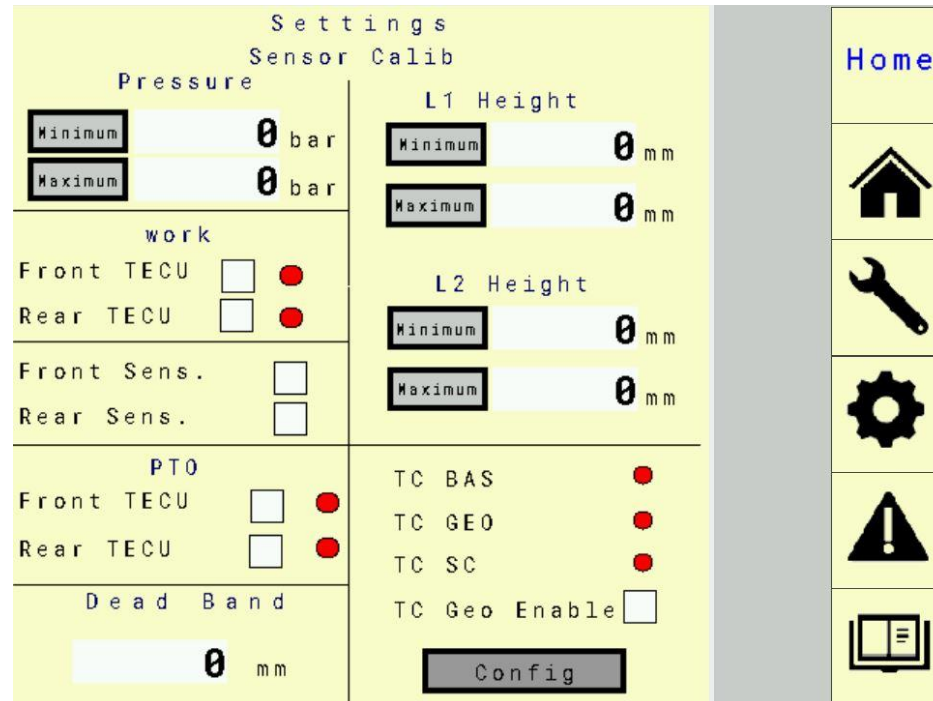 Settings
Sensor Calib
Pressure
Minimum 0 bar
Maximum 0 bar
work
Front TECU
Rear TECU
Front Sens.
Rear Sens.
PTO
Front TECU
Rear TECU
Dead Band
0 mm
L1 Height
Minimum 0 mm
Maximum 0 mm
L2 Height
Minimum 0 mm
Maximum 0 mm
TC BAS
TC GEO
TC SC
TC Geo Enable
Config
Home